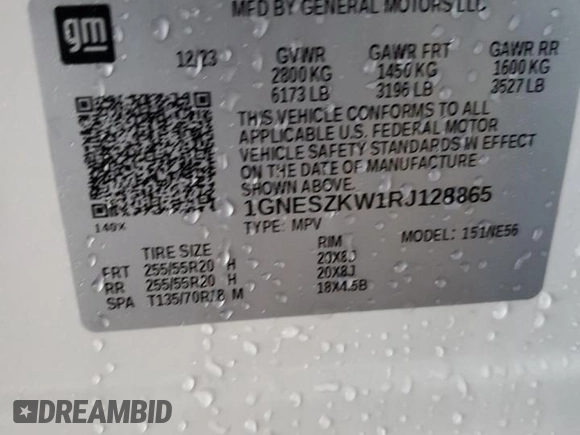 MFD BY GENERAL MOTORS LLC
gm
12/23 GVWR GAWR FRT GAWR RR
2800 KG 1450 KG 1600 KG
6173 LB 3196 LB 3527 LB
THIS VEHICLE CONFORMS TO ALL
APPLICABLE U.S. FEDERAL MOTOR
VEHICLE SAFETY STANDARDS IN EFFECT
ON THE DATE OF MANUFACTURE
SHOWN ABOVE.
1GNESZKW1RJ128865
TYPE: MPV MODEL: 151/NE56
140X
TIRE SIZE RIM
FRT 255/55R20 H 20X8J
RR 255/55R20 H 20X8J
SPA T135/70R18 M 18X4.5B
DREAMBID